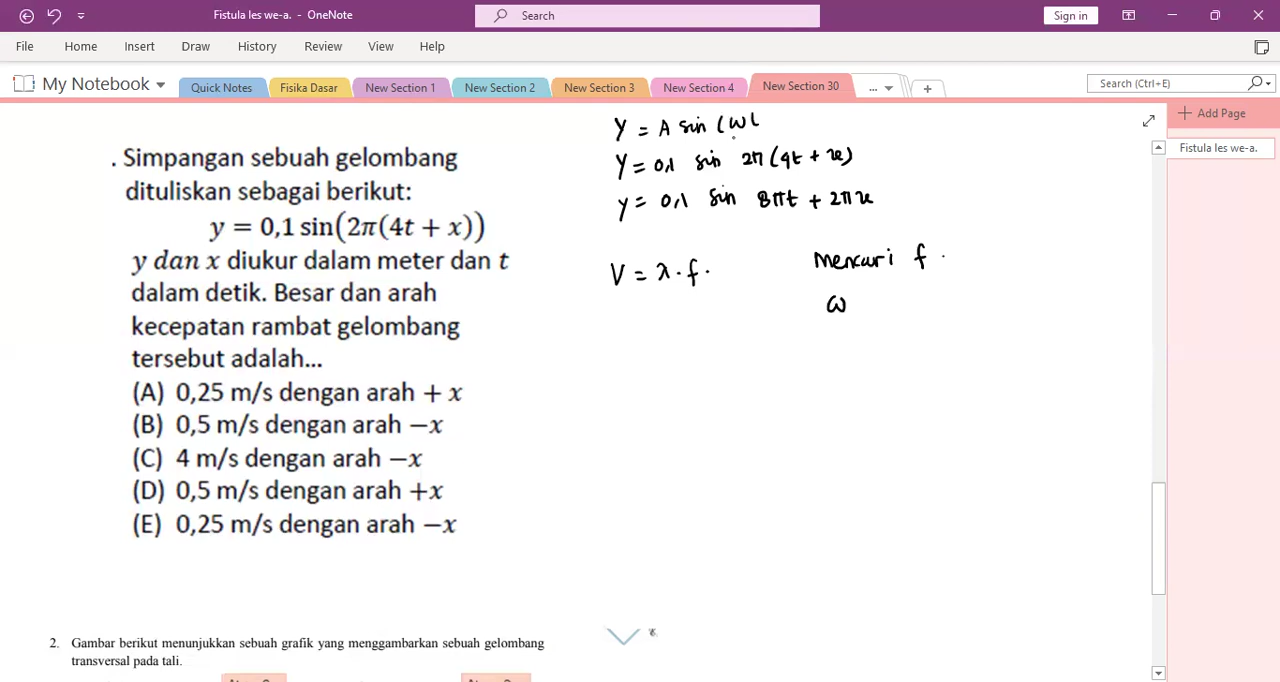 Fistula les we-a. - OneNote
Search
Sign in
File Home Insert Draw History Review View Help
My Notebook
Quick Notes Fisika Dasar New Section 1 New Section 2 New Section 3 New Section 4 New Section 30 ...
Search (Ctrl+E)
Add Page
Fistula les we-a.
. Simpangan sebuah gelombang
dituliskan sebagai berikut:
y = 0,1 sin(2π(4t + x))
y dan x diukur dalam meter dan t
dalam detik. Besar dan arah
kecepatan rambat gelombang
tersebut adalah...
(A) 0,25 m/s dengan arah + x
(B) 0,5 m/s dengan arah −x
(C) 4 m/s dengan arah −x
(D) 0,5 m/s dengan arah +x
(E) 0,25 m/s dengan arah −x
y = A sin (ωt
y = 0,1 sin 2π (4t + x)
y = 0,1 sin 8πt + 2πx
V = λ . f .
mencari f .
ω
2. Gambar berikut menunjukkan sebuah grafik yang menggambarkan sebuah gelombang
transversal pada tali.